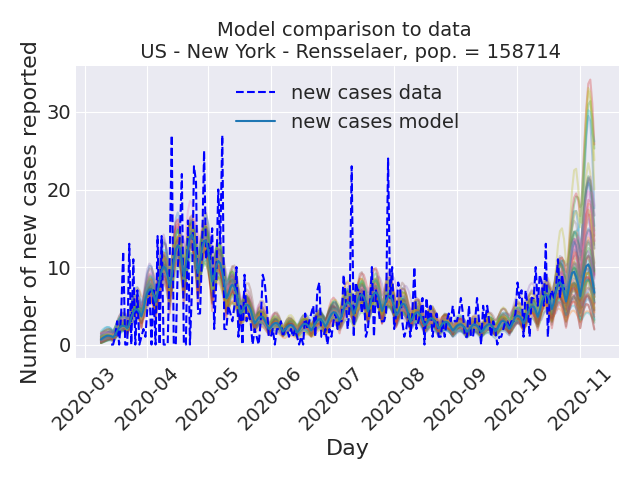 Model comparison to data
US - New York - Rensselaer, pop. = 158714
new cases data
new cases model
Number of new cases reported
30
20
10
0
2020-03
2020-04
2020-05
2020-06
2020-07
2020-08
2020-09
2020-10
2020-11
Day